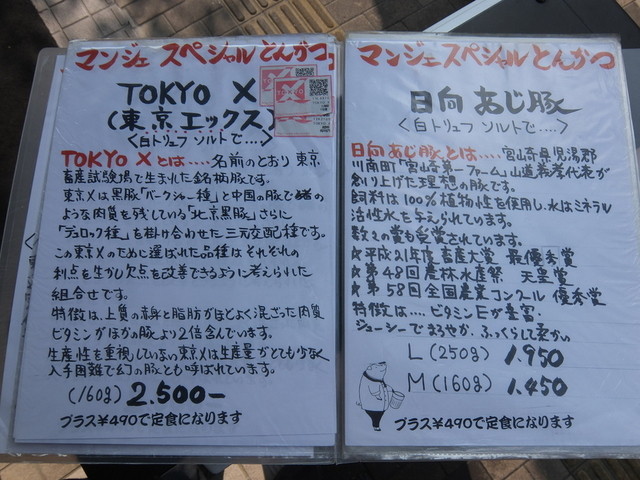 マンジェ スペシャルとんかつ
TOKYO X
(東京エックス)
〈白トリュフ ソルトで....〉
TOKYO Xとは.... 名前のとおり 東京
畜産試験場で生まれた銘柄豚です。
東京Xは黒豚「バークシャー種」と中国の豚で
のような肉質を残している「北京黒豚」さらに
「デュロック種」を掛け合わせた三元交配種です。
この東京Xのために選ばれた品種はそれぞれの
利点を生かし欠点を改善できるように考えられた
組合せです。
特徴は、上質の赤身と脂肪がほどよく混ざった肉質
ビタミンがほかの豚より2倍含んでいます。
生産性を重視していない東京Xは生産量がとても少なく
入手困難で幻の豚とも呼ばれています。
(160g) 2.500-
プラス¥490で定食になります
マンジェ スペシャルとんかつ
日向 あじ豚
〈白トリュフ ソルトで....〉
日向あじ豚とは.... 宮崎県児湯郡
川南町「宮崎第一ファーム」山道義孝代表が
創り上げた理想の豚です。
飼料は100%植物性を使用し、水はミネラル
活性水を与えられています。
数々の賞も受賞されています。
☆平成21年度 畜産大賞 最優秀賞
★第48回 農林水産祭 天皇賞
★第58回全国農業コンクール 優秀賞
特徴は.... ビタミンEが豊富・
ジューシーでまろやか、ふっくらして柔かい
L(250g) 1.950
M(160g) 1.450
プラス¥490で定食になります